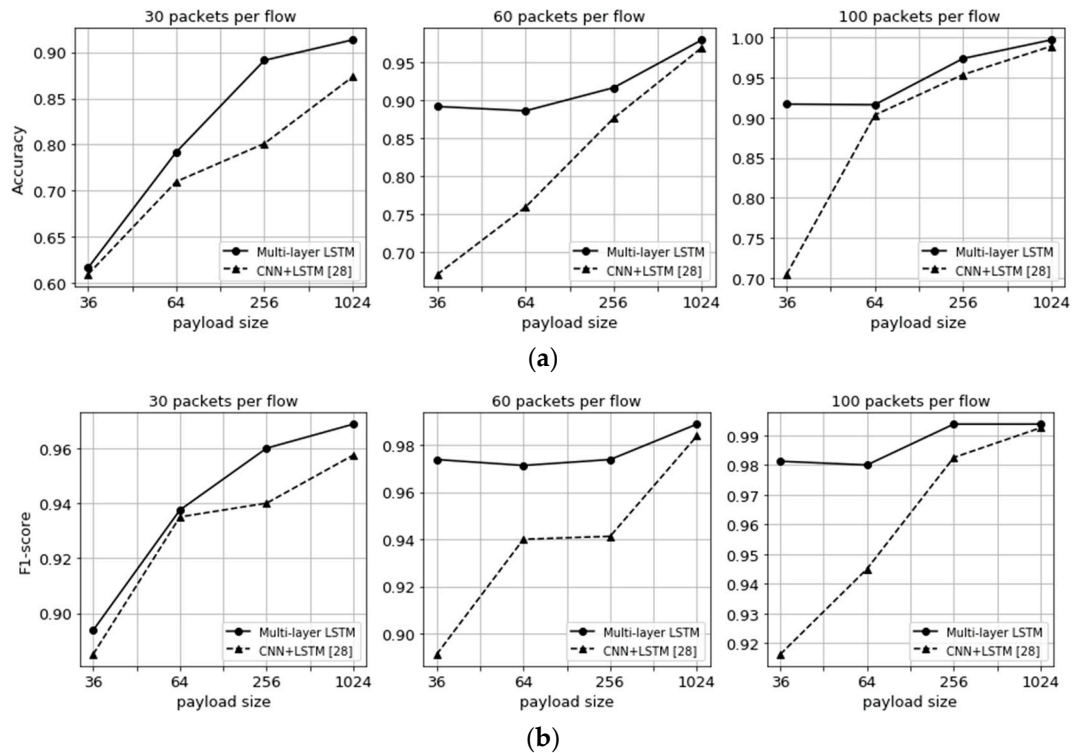 30 packets per flow
60 packets per flow
100 packets per flow
Accuracy
0.90
0.85
0.80
0.70
0.65
0.60
36
64
256
1024
payload size
Multi-layer LSTM
CNN+LSTM [28]
0.95
0.90
0.85
0.80
0.75
0.70
36
64
256
1024
payload size
Multi-layer LSTM
CNN+LSTM [28]
1.00
0.95
0.90
0.85
0.80
0.75
0.70
36
64
256
1024
payload size
Multi-layer LSTM
CNN+LSTM [28]
(a)
30 packets per flow
60 packets per flow
100 packets per flow
F1-score
0.96
0.94
0.92
0.90
36
64
256
1024
payload size
Multi-layer LSTM
CNN+LSTM [28]
0.98
0.96
0.94
0.92
0.90
36
64
256
1024
payload size
Multi-layer LSTM
CNN+LSTM [28]
0.99
0.98
0.96
0.95
0.94
0.93
0.92
36
64
256
1024
payload size
Multi-layer LSTM
CNN+LSTM [28]
(b)